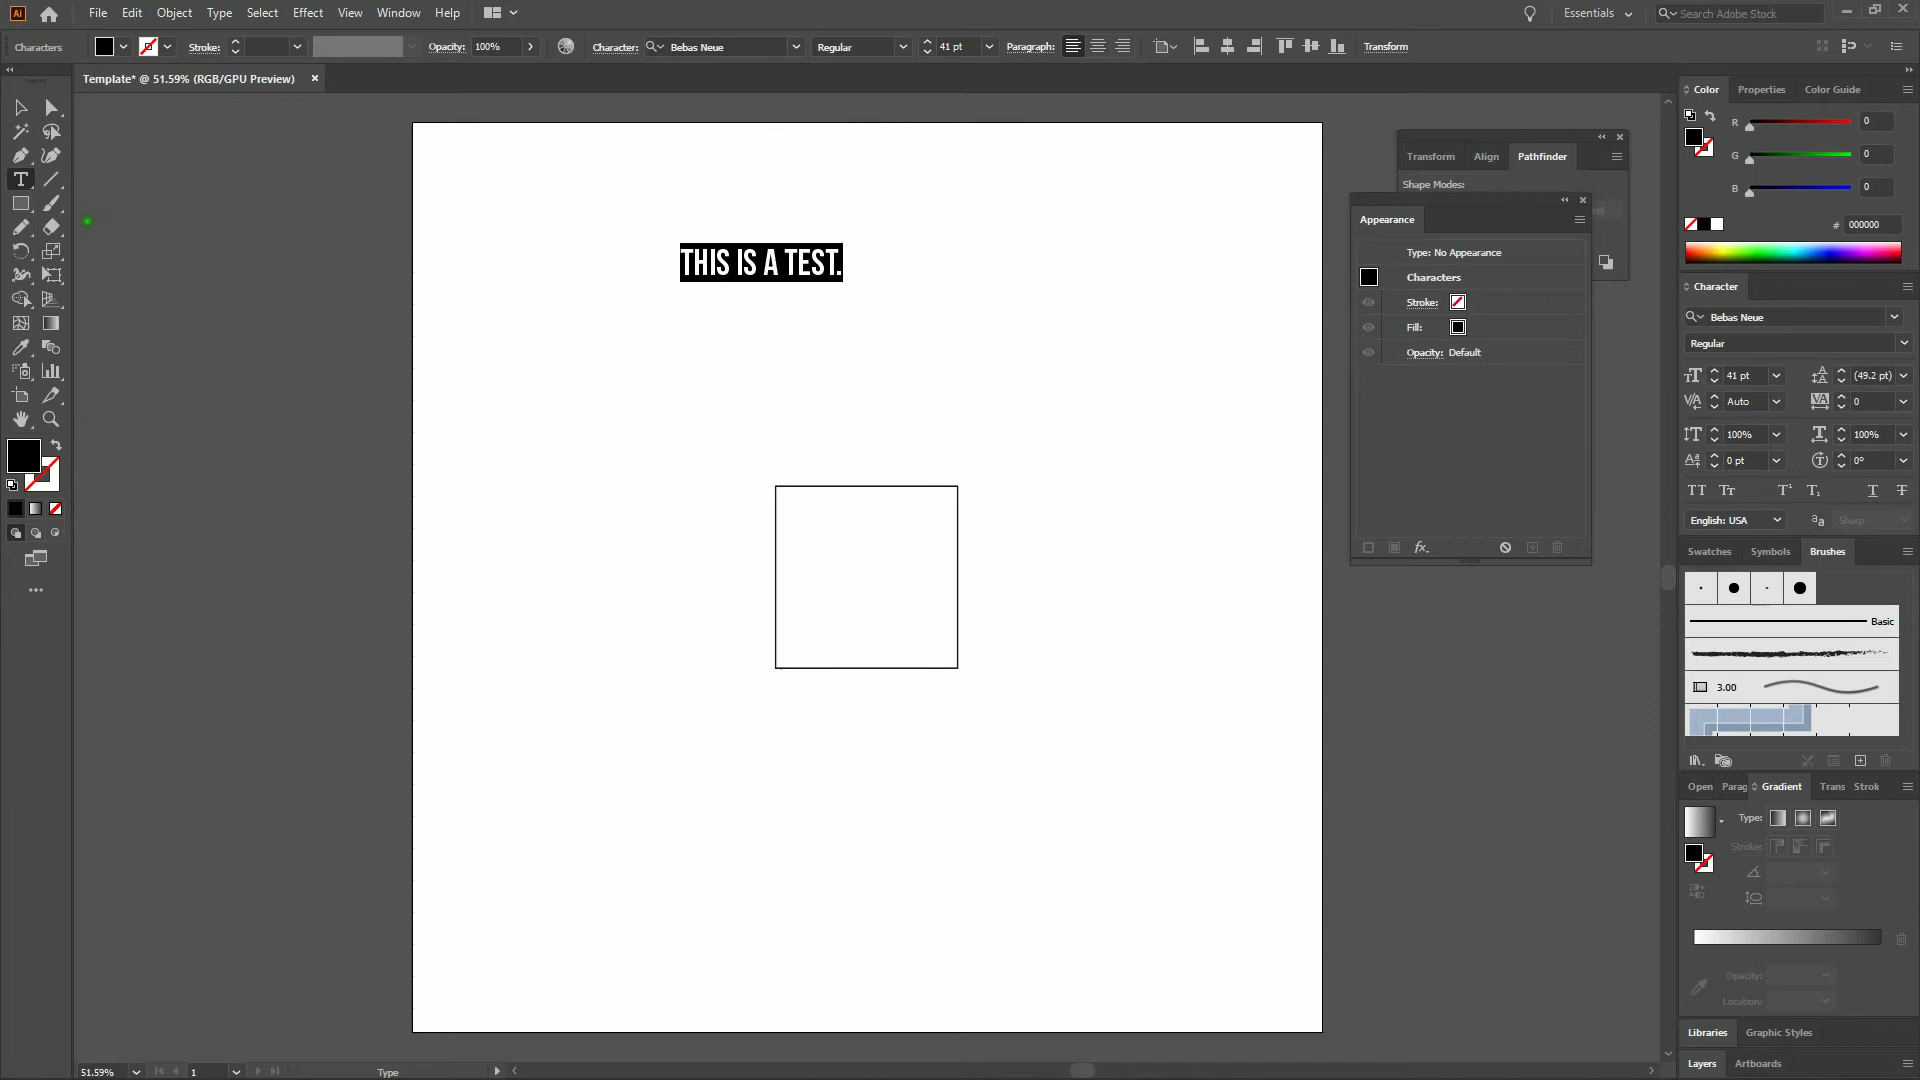 Ai File Edit Object Type Select Effect View Window Help Essentials Search Adobe Stock
Characters Stroke: Opacity: 100% Character: Bebas Neue Regular 41 pt Paragraph: Transform
Template* @ 51.59% (RGB/GPU Preview)
THIS IS A TEST.
Transform Align Pathfinder
Shape Modes:
Appearance
Type: No Appearance
Characters
Stroke:
Fill:
Opacity: Default
fx
Color Properties Color Guide
R 0
G 0
B 0
# 000000
Character
Bebas Neue
Regular
41 pt (49.2 pt)
Auto 0
100% 100%
0 pt 0°
English: USA Sharp
Swatches Symbols Brushes
Basic
3.00
Open Parag Gradient Trans Strok
Type:
Stroke:
Opacity:
Location:
Libraries Graphic Styles
Layers Artboards
51.59% 1 Type